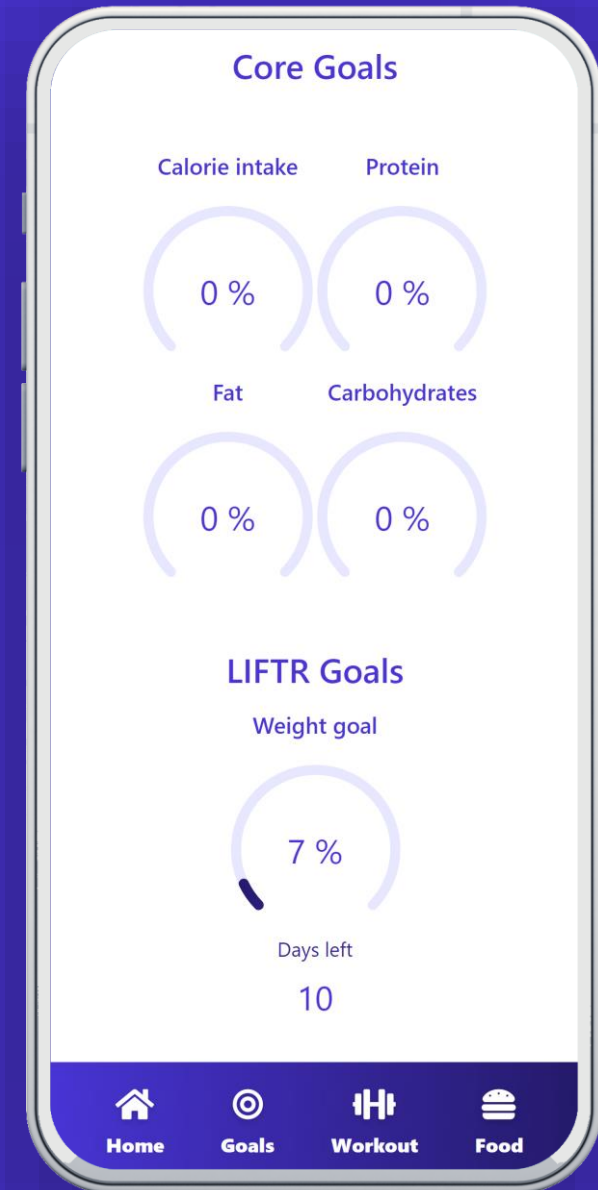 Core Goals
Calorie intake Protein
0 % 0 %
Fat Carbohydrates
0 % 0 %
LIFTR Goals
Weight goal
7 %
Days left
10
Home Goals Workout Food